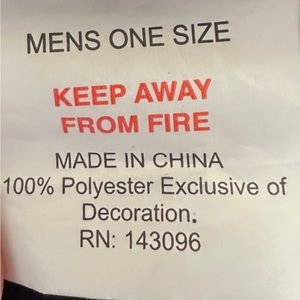 MENS ONE SIZE
KEEP AWAY
FROM FIRE
MADE IN CHINA
100% Polyester Exclusive of
Decoration.
RN: 143096